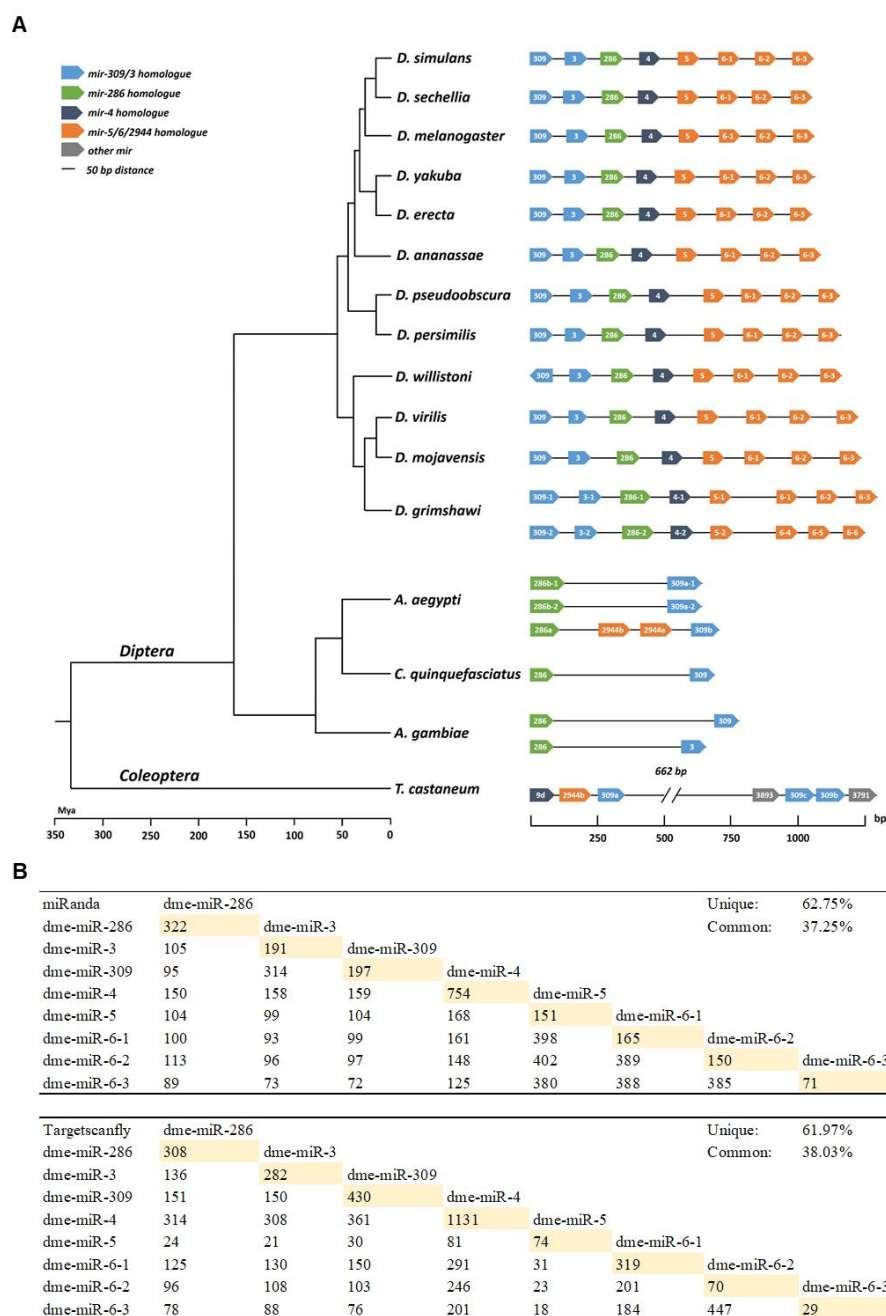 A
mir-309/3 homologue
mir-286 homologue
mir-4 homologue
mir-5/6/2944 homologue
other mir
50 bp distance
D. simulans 309 3 286 4 5 6-1 6-2 6-3
D. sechellia 309 3 286 4 5 6-1 6-2 6-3
D. melanogaster 309 3 286 4 5 6-1 6-2 6-3
D. yakuba 309 3 286 4 5 6-1 6-2 6-3
D. erecta 309 3 286 4 5 6-1 6-2 6-3
D. ananassae 309 3 286 4 5 6-1 6-2 6-3
D. pseudoobscura 309 3 286 4 5 6-1 6-2 6-3
D. persimilis 309 3 286 4 5 6-1 6-2 6-3
D. willistoni 309 3 286 4 5 6-1 6-2 6-3
D. virilis 309 3 286 4 5 6-1 6-2 6-3
D. mojavensis 309 3 286 4 5 6-1 6-2 6-3
D. grimshawi 309-1 3-1 286-1 4-1 5-1 6-1 6-2 6-3
309-2 3-2 286-2 4-2 5-2 6-4 6-5 6-6
286b-1 309a-1
A. aegypti 286b-2 309a-2
286a 2944b 2944a 309b
Diptera
C. quinquefasciatus 286 309
286 309
A. gambiae
286 3
Coleoptera 662 bp
T. castaneum 9d 2944b 309a 3893 309c 309b 3791
Mya bp
350 300 250 200 150 100 50 0 250 500 750 1000
B
miRanda dme-miR-286 Unique: 62.75%
dme-miR-286 322 dme-miR-3 Common: 37.25%
dme-miR-3 105 191 dme-miR-309
dme-miR-309 95 314 197 dme-miR-4
dme-miR-4 150 158 159 754 dme-miR-5
dme-miR-5 104 99 104 168 151 dme-miR-6-1
dme-miR-6-1 100 93 99 161 398 165 dme-miR-6-2
dme-miR-6-2 113 96 97 148 402 389 150 dme-miR-6-3
dme-miR-6-3 89 73 72 125 380 388 385 71
Targetscanfly dme-miR-286 Unique: 61.97%
dme-miR-286 308 dme-miR-3 Common: 38.03%
dme-miR-3 136 282 dme-miR-309
dme-miR-309 151 150 430 dme-miR-4
dme-miR-4 314 308 361 1131 dme-miR-5
dme-miR-5 24 21 30 81 74 dme-miR-6-1
dme-miR-6-1 125 130 150 291 31 319 dme-miR-6-2
dme-miR-6-2 96 108 103 246 23 201 70 dme-miR-6-3
dme-miR-6-3 78 88 76 201 18 184 447 29